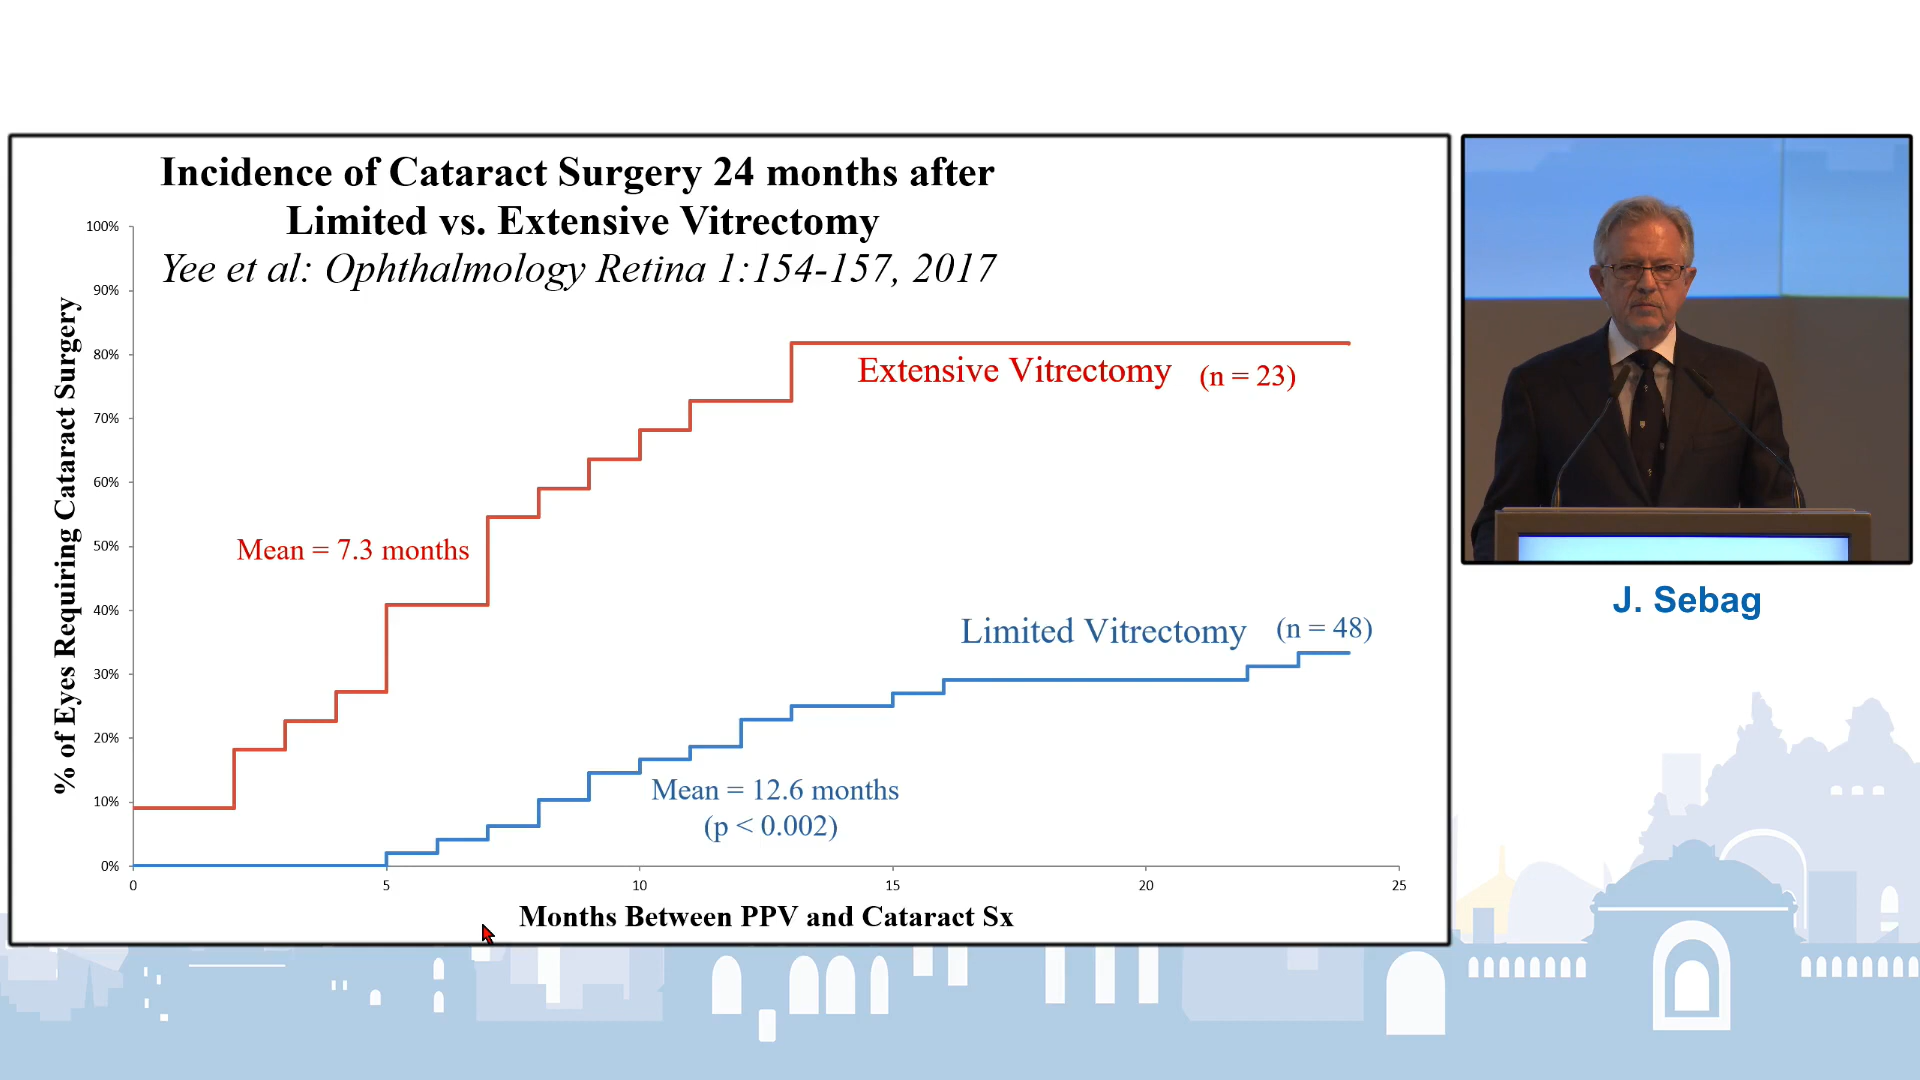 Incidence of Cataract Surgery 24 months after
Limited vs. Extensive Vitrectomy
Yee et al: Ophthalmology Retina 1:154-157, 2017
% of Eyes Requiring Cataract Surgery
100%
90%
80%
70%
60%
50%
40%
30%
20%
10%
0%
Extensive Vitrectomy (n = 23)
Mean = 7.3 months
Limited Vitrectomy (n = 48)
Mean = 12.6 months
(p < 0.002)
0 5 10 15 20 25
Months Between PPV and Cataract Sx
J. Sebag